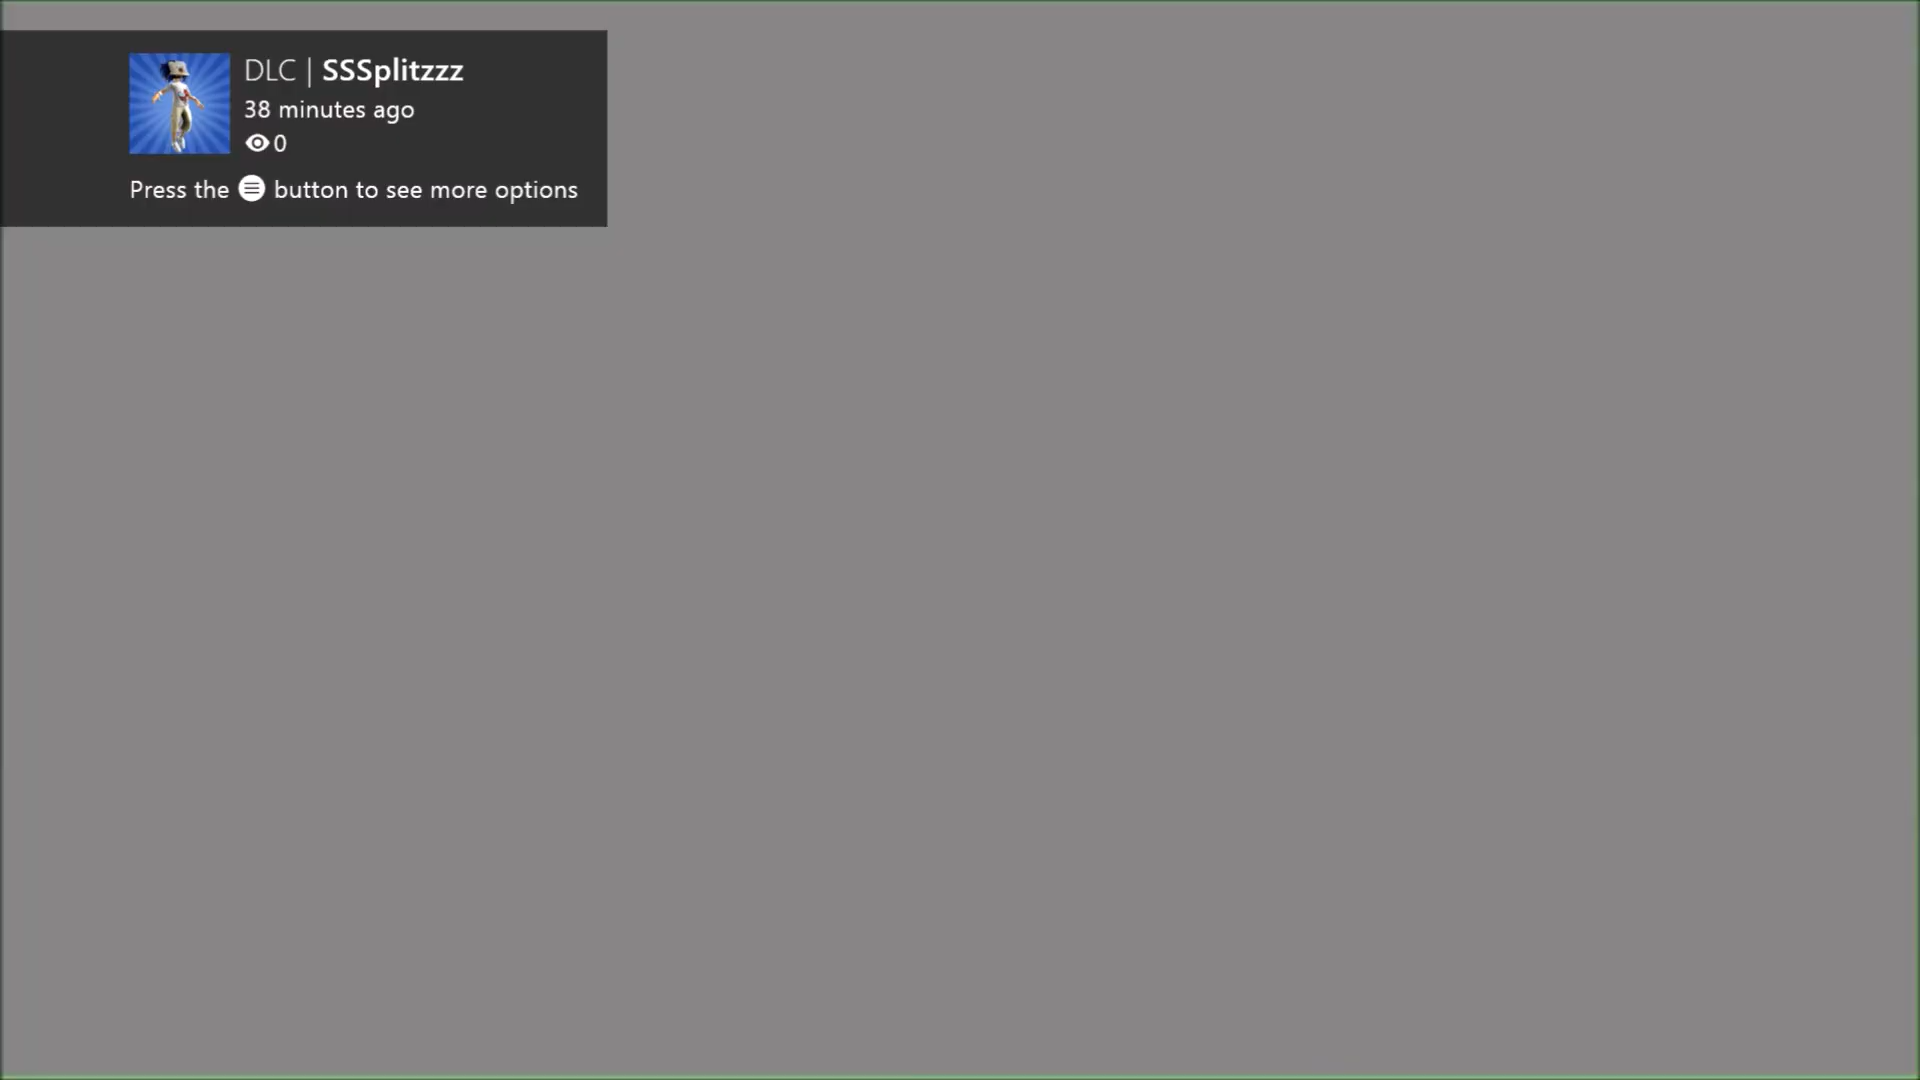 DLC | SSSplitzzz
38 minutes ago
0
Press the button to see more options